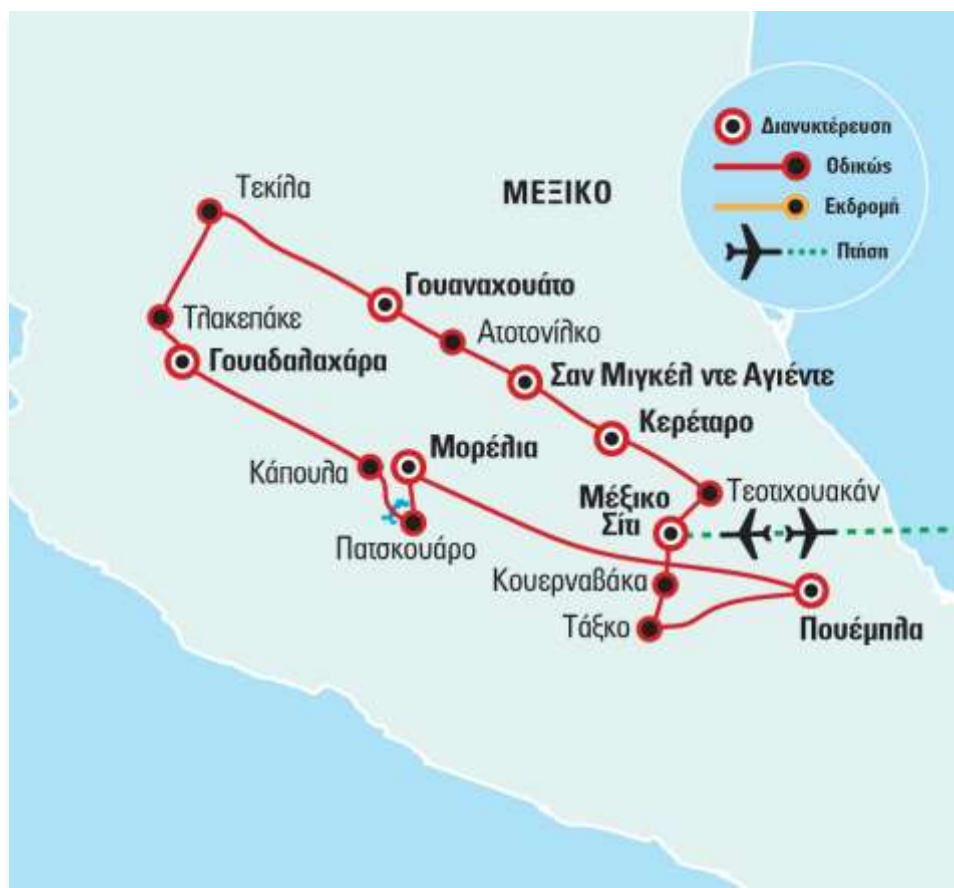 Διανυκτέρευση
Οδικώς
Εκδρομή
Πτήση
ΜΕΞΙΚΟ
Τεκίλα
Γουαναχουάτο
Τλακεπάκε
Ατοτονίλκο
Γουαδαλαχάρα
Σαν Μιγκέλ ντε Αγιέντε
Κερέταρο
Μορέλια
Κάπουλα
Τεοτιχουακάν
Μέξικο
Σίτι
Πατσκουάρο
Κουερναβάκα
Τάξκο
Πουέμπλα